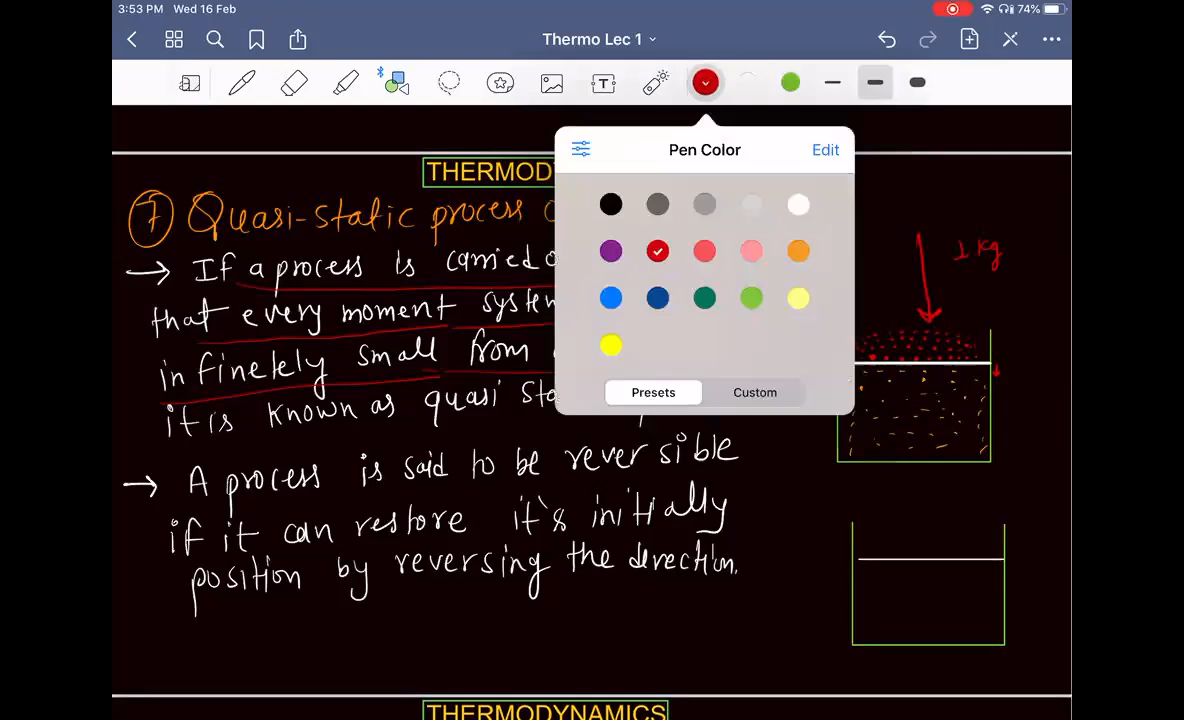 3:53 PM Wed 16 Feb
74%
Thermo Lec 1
Pen Color
Edit
Presets
Custom
THERMODY
7 Quasi-static process
→ If a process is carried o
that every moment system
infinetely small from
it is known as quasi sta
→ A process is said to be reversible
if it can restore it's initially
position by reversing the direction.
1 kg
THERMODYNAMICS